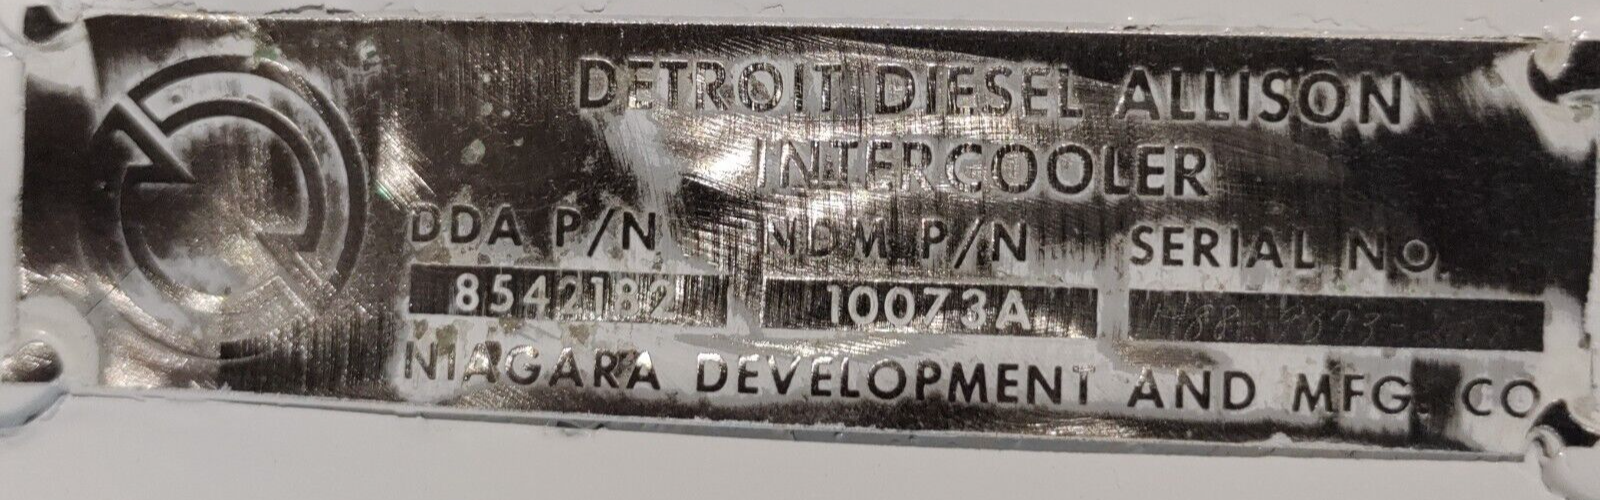 DETROIT DIESEL ALLISON
INTERCOOLER
DDA P/N NDM P/N SERIAL NO.
8542182 10073A
NIAGARA DEVELOPMENT AND MFG. CO.